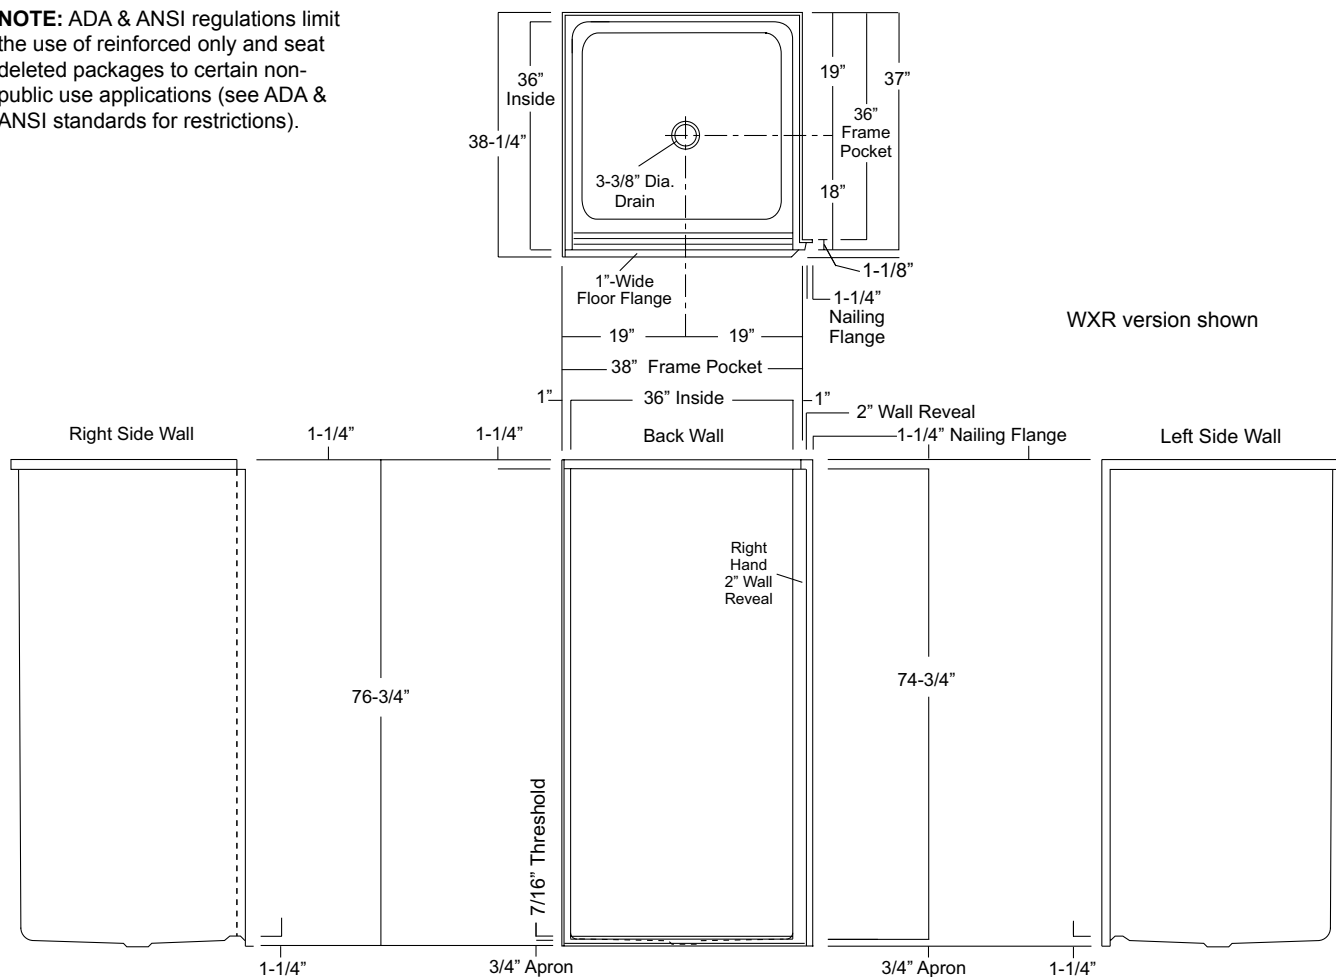 NOTE: ADA & ANSI regulations limit
the use of reinforced only and seat
deleted packages to certain non-
public use applications (see ADA &
ANSI standards for restrictions).
36”
Inside
38-1/4”
3-3/8” Dia.
Drain
19”
37”
36”
Frame
Pocket
18”
1-1/8”
1”-Wide
Floor Flange
1-1/4”
Nailing
Flange
WXR version shown
19”
19”
38” Frame Pocket
1”
36” Inside
1”
2” Wall Reveal
Right Side Wall
1-1/4”
1-1/4”
Back Wall
1-1/4” Nailing Flange
Left Side Wall
Right
Hand
2” Wall
Reveal
76-3/4”
74-3/4”
7/16” Threshold
1-1/4”
3/4” Apron
3/4” Apron
1-1/4”